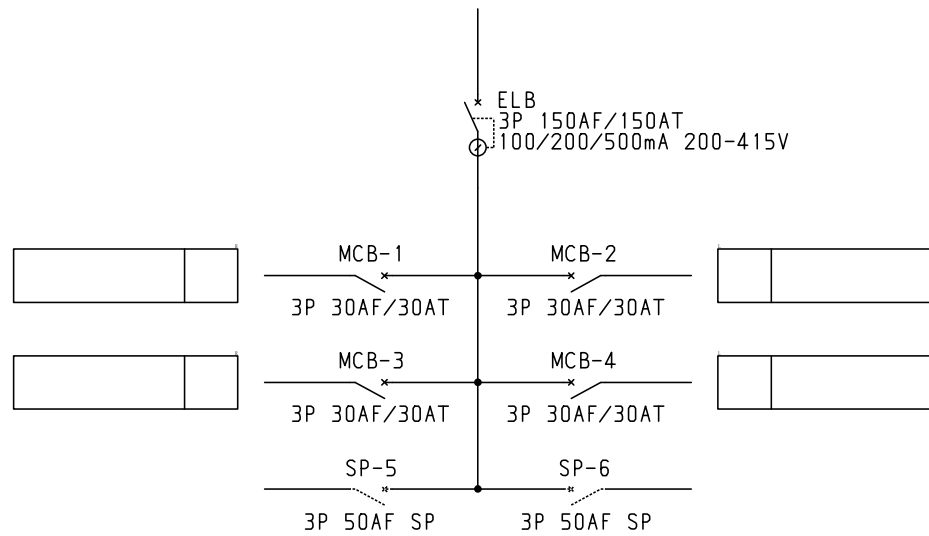 ELB
3P 150AF/150AT
100/200/500mA 200-415V
MCB-1
MCB-2
3P 30AF/30AT
3P 30AF/30AT
MCB-3
MCB-4
3P 30AF/30AT
3P 30AF/30AT
SP-5
SP-6
3P 50AF SP
3P 50AF SP